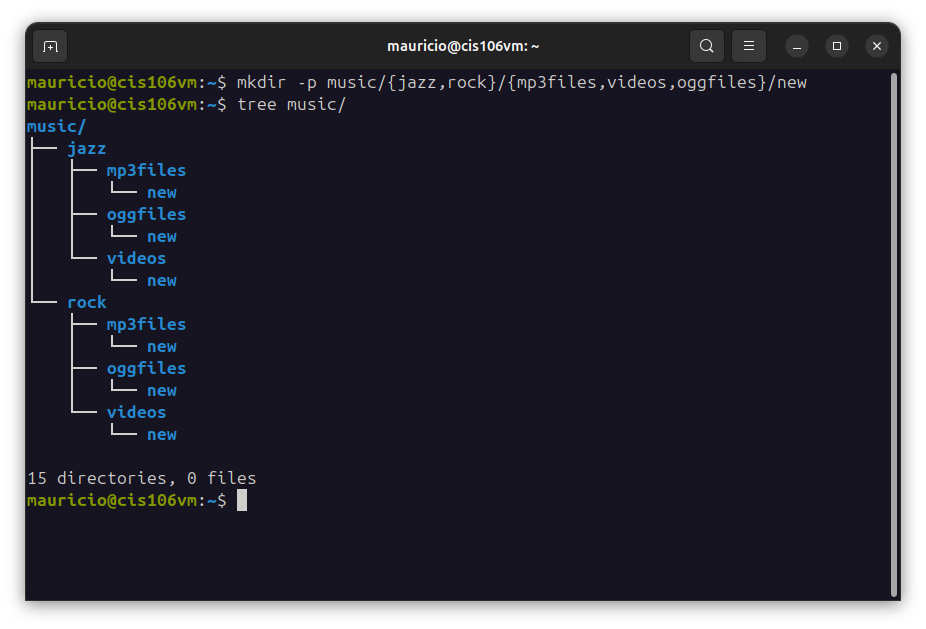 mauricio@cis106vm: ~
mauricio@cis106vm:~$ mkdir -p music/{jazz,rock}/{mp3files,videos,oggfiles}/new
mauricio@cis106vm:~$ tree music/
music/
├── jazz
│   ├── mp3files
│   │   └── new
│   ├── oggfiles
│   │   └── new
│   └── videos
│       └── new
└── rock
    ├── mp3files
    │   └── new
    ├── oggfiles
    │   └── new
    └── videos
        └── new

15 directories, 0 files
mauricio@cis106vm:~$